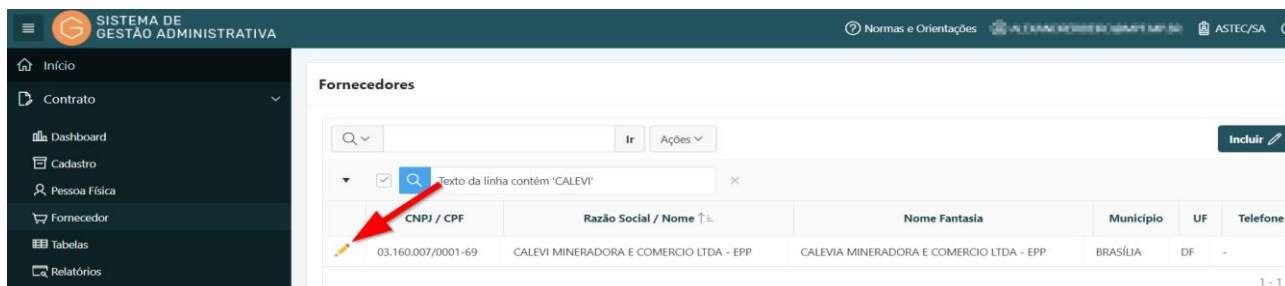 SISTEMA DE
GESTÃO ADMINISTRATIVA
Normas e Orientações
ASTEC/SA
Início
Contrato
Dashboard
Cadastro
Pessoa Física
Fornecedor
Tabelas
Relatórios
Fornecedores
Ir Ações
Incluir
Texto da linha contém 'CALEVI'
CNPJ / CPF Razão Social / Nome Nome Fantasia Município UF Telefone
03.160.007/0001-69 CALEVI MINERADORA E COMERCIO LTDA - EPP CALEVIA MINERADORA E COMERCIO LTDA - EPP BRASÍLIA DF -
1 - 1